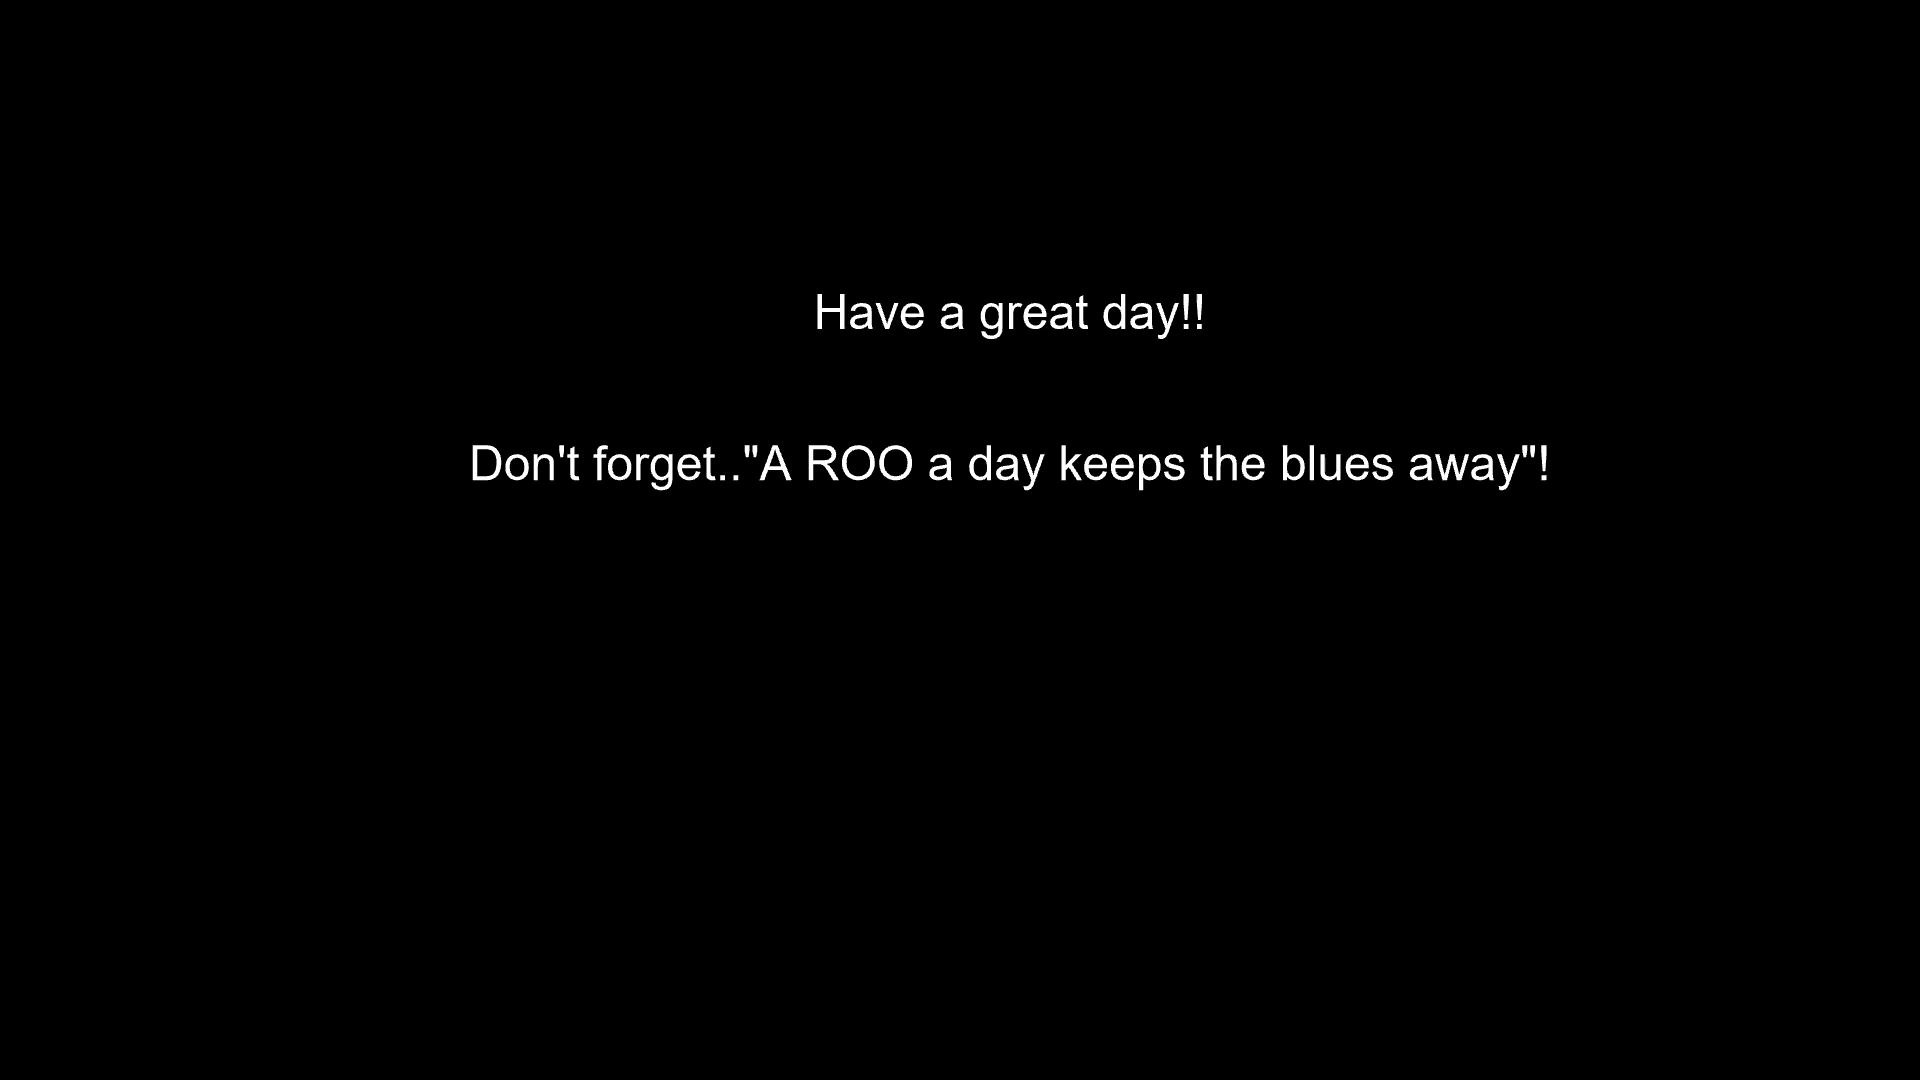 Have a great day!!
Don't forget.."A ROO a day keeps the blues away"!